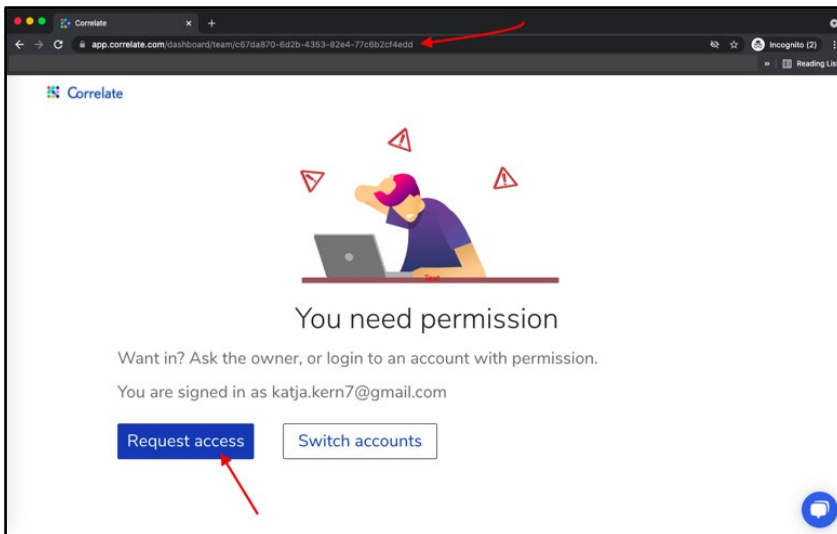 Correlate
app.correlate.com/dashboard/team/c67da870-6d2b-4353-82e4-77c6b2cf4edd
Incognito (2)
Reading List
Correlate
Text
You need permission
Want in? Ask the owner, or login to an account with permission.
You are signed in as katja.kern7@gmail.com
Request access
Switch accounts